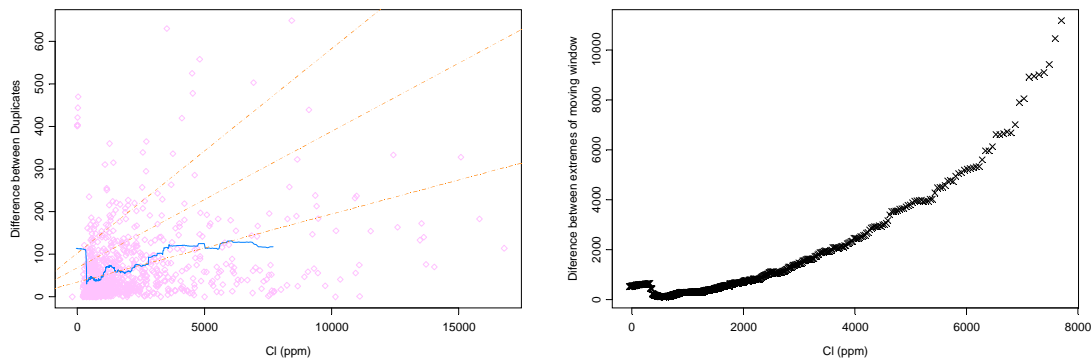 Difference between Duplicates
0 100 200 300 400 500 600
0 5000 10000 15000
Cl (ppm)
Difference between extremes of moving window
0 2000 4000 6000 8000 10000
0 2000 4000 6000 8000
Cl (ppm)